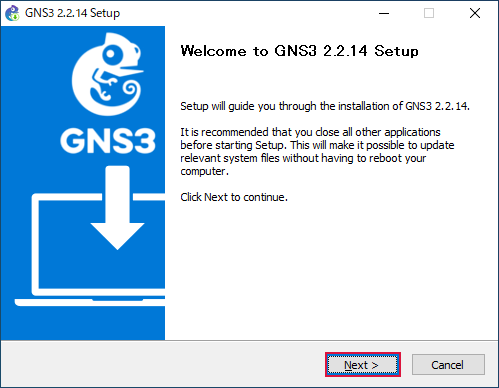 GNS3 2.2.14 Setup
Welcome to GNS3 2.2.14 Setup
Setup will guide you through the installation of GNS3 2.2.14.
It is recommended that you close all other applications
before starting Setup. This will make it possible to update
relevant system files without having to reboot your
computer.
Click Next to continue.
GNS3
Next >
Cancel